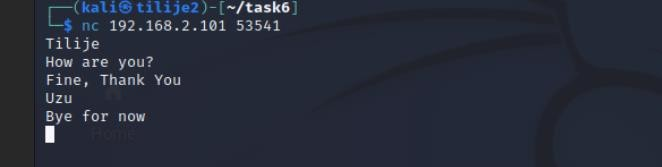 ┌──(kali㉿tilije2)-[~/task6]
└─$ nc 192.168.2.101 53541
Tilije
How are you?
Fine, Thank You
Uzu
Bye for now
Home